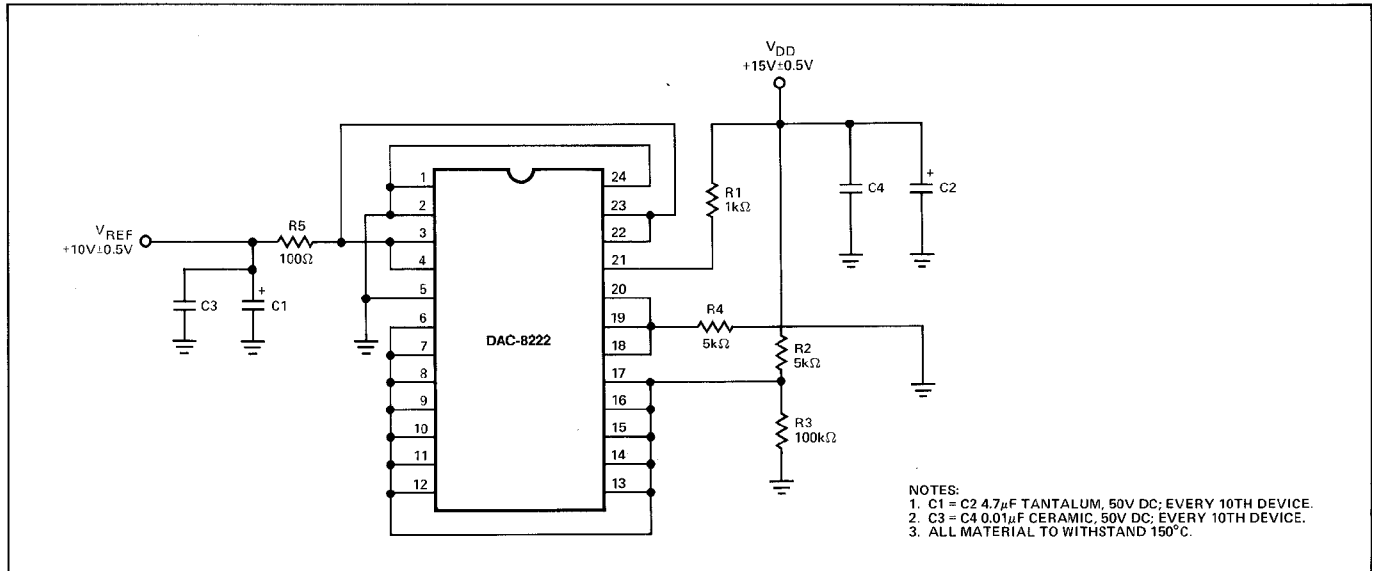 V_DD
+15V±0.5V
V_REF
+10V±0.5V
R5
100Ω
C3
+
C1
1
2
3
4
5
6
7
8
9
10
11
12
DAC-8222
24
23
22
21
20
19
18
17
16
15
14
13
R1
1kΩ
C4
+
C2
R4
5kΩ
R2
5kΩ
R3
100kΩ
NOTES:
1. C1 = C2 4.7μF TANTALUM, 50V DC; EVERY 10TH DEVICE.
2. C3 = C4 0.01μF CERAMIC, 50V DC; EVERY 10TH DEVICE.
3. ALL MATERIAL TO WITHSTAND 150°C.